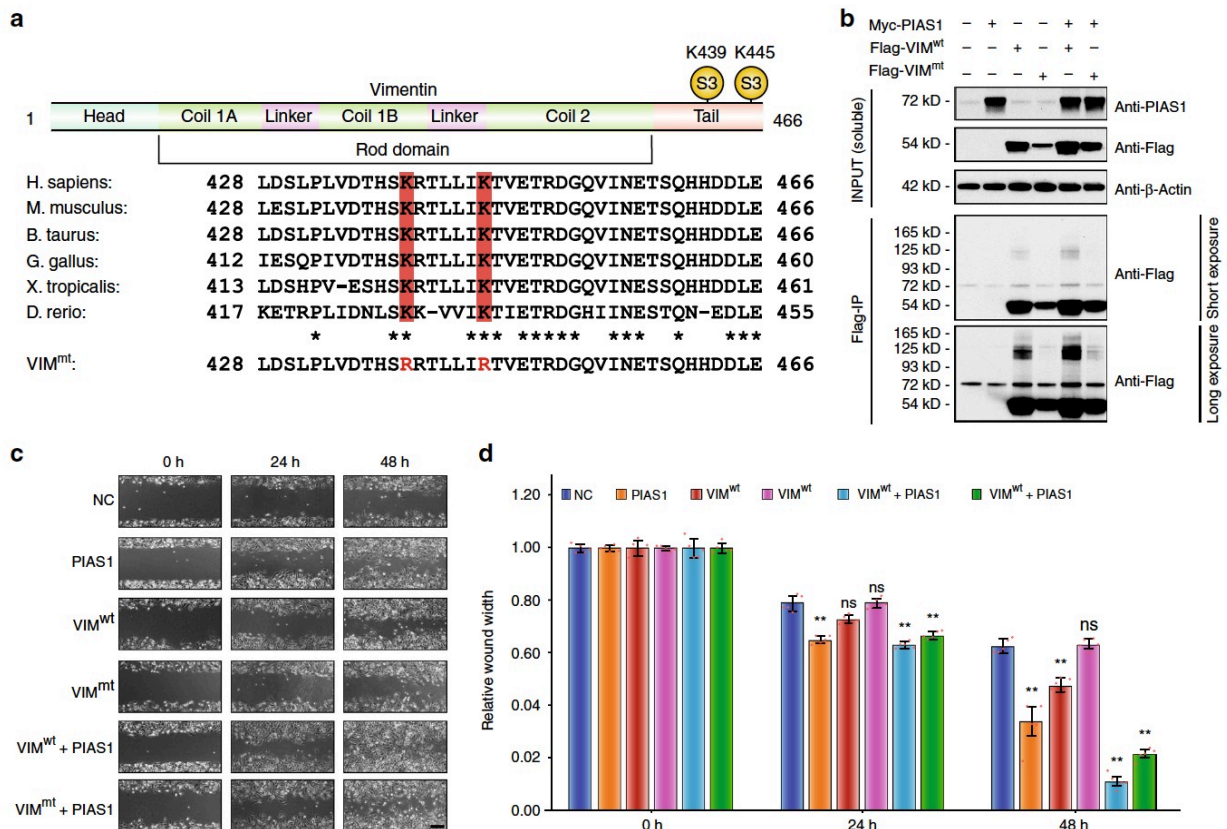 a
K439 K445
S3 S3
Vimentin
1 Head Coil 1A Linker Coil 1B Linker Coil 2 Tail 466
Rod domain
H. sapiens: 428 LDSLPLVDTHSKRTLLIKTVETRDGQVINETSQHHDDLE 466
M. musculus: 428 LESLPLVDTHSKRTLLIKTVETRDGQVINETSQHHDDLE 466
B. taurus: 428 LDSLPLVDTHSKRTLLIKTVETRDGQVINETSQHHDDLE 466
G. gallus: 412 IESQPIVDTHSKRTLLIKTVETRDGQVINETSQHHDDLE 460
X. tropicalis: 413 LDSHPV-ESHSKRTLLIKTVETRDGQVINESSQHHDDLE 461
D. rerio: 417 KETRPLIDNLSKK-VVIKTIETRDGHIINESTQN-EDLE 455
* ** *** ***** *** * ***
VIMmt: 428 LDSLPLVDTHSRRTLLIRTVETRDGQVINETSQHHDDLE 466
b
Myc-PIAS1 – + – – + +
Flag-VIMwt – – + – + –
Flag-VIMmt – – – + – +
INPUT (soluble)
72 kD - Anti-PIAS1
54 kD - Anti-Flag
42 kD - Anti-β-Actin
Flag-IP
165 kD -
125 kD -
93 kD - Anti-Flag
72 kD -
54 kD -
Short exposure
165 kD -
125 kD -
93 kD - Anti-Flag
72 kD -
54 kD -
Long exposure
c
0 h 24 h 48 h
NC
PIAS1
VIMwt
VIMmt
VIMwt + PIAS1
VIMmt + PIAS1
d
Relative wound width
NC PIAS1 VIMwt VIMwt VIMwt + PIAS1 VIMwt + PIAS1
1.20
1.00
0.80
0.60
0.40
0.02
0.00
** ns ns ** **
** ** ns ** **
0 h 24 h 48 h